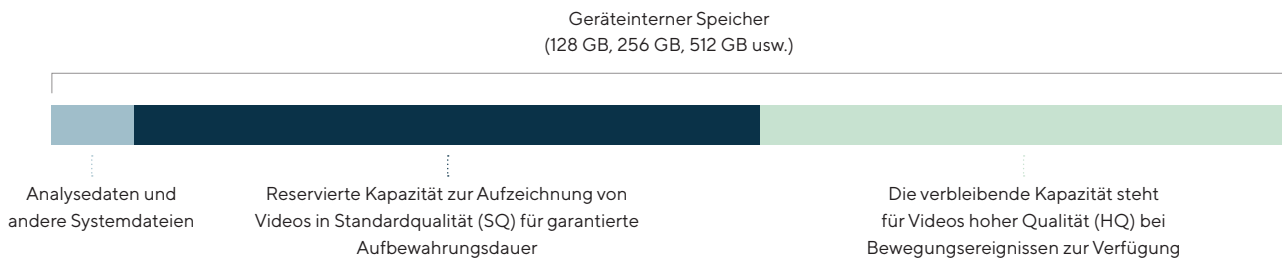 Geräteinterner Speicher
(128 GB, 256 GB, 512 GB usw.)
Analysedaten und
andere Systemdateien
Reservierte Kapazität zur Aufzeichnung von
Videos in Standardqualität (SQ) für garantierte
Aufbewahrungsdauer
Die verbleibende Kapazität steht
für Videos hoher Qualität (HQ) bei
Bewegungsereignissen zur Verfügung